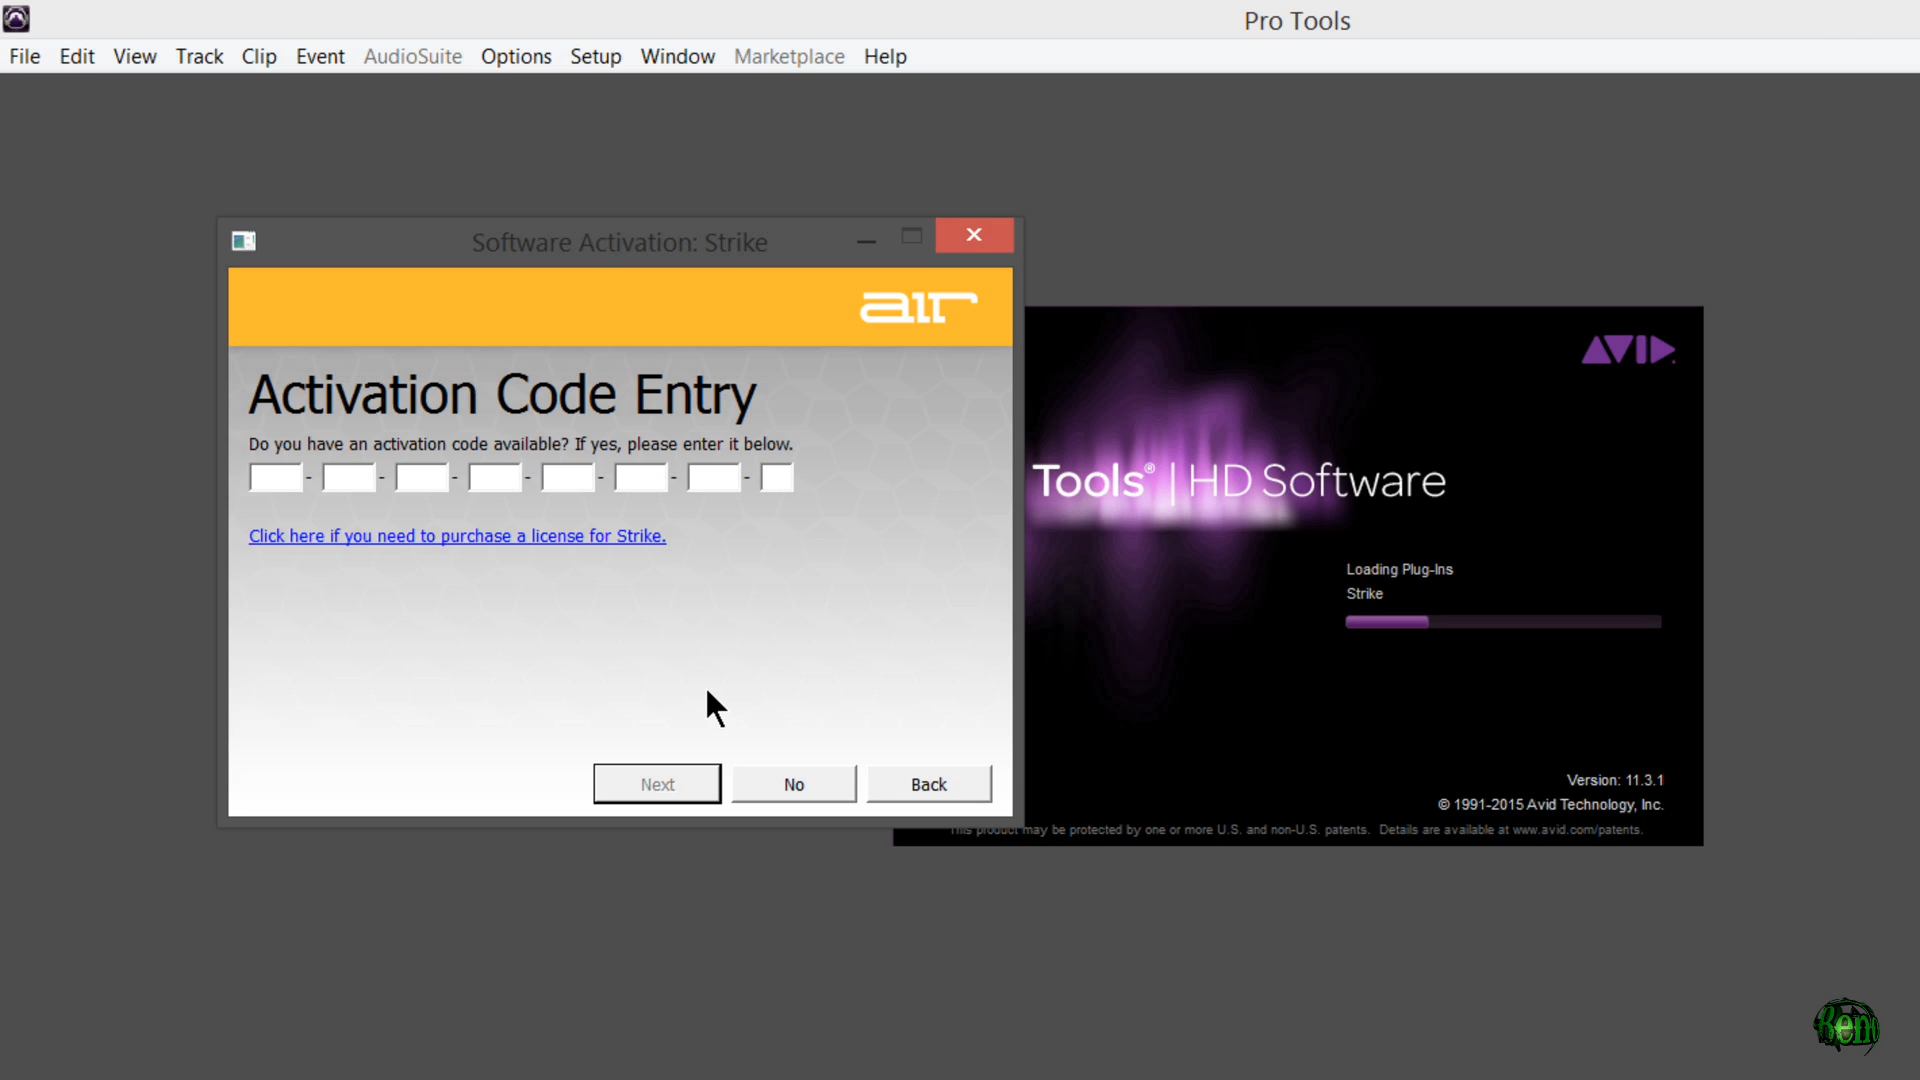 Pro Tools
File Edit View Track Clip Event AudioSuite Options Setup Window Marketplace Help
Software Activation: Strike
air
Activation Code Entry
Do you have an activation code available? If yes, please enter it below.
- - - - - - -
Click here if you need to purchase a license for Strike.
Next No Back
AVID
Tools® | HD Software
Loading Plug-Ins
Strike
Version: 11.3.1
© 1991-2015 Avid Technology, Inc.
This product may be protected by one or more U.S. and non-U.S. patents. Details are available at www.avid.com/patents.